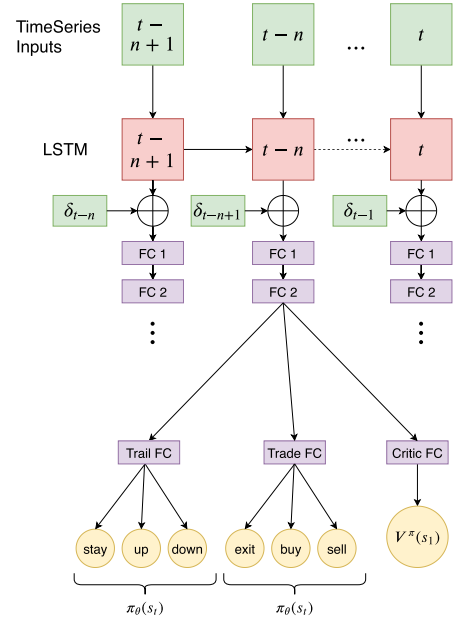 TimeSeries
Inputs
t −
n + 1
t − n
...
t
LSTM
t −
n + 1
t − n
...
t
δt−n
δt−n+1
δt−1
FC 1
FC 1
FC 1
FC 2
FC 2
FC 2
Trail FC
Trade FC
Critic FC
stay
up
down
exit
buy
sell
V^π(s₁)
πθ(st)
πθ(st)